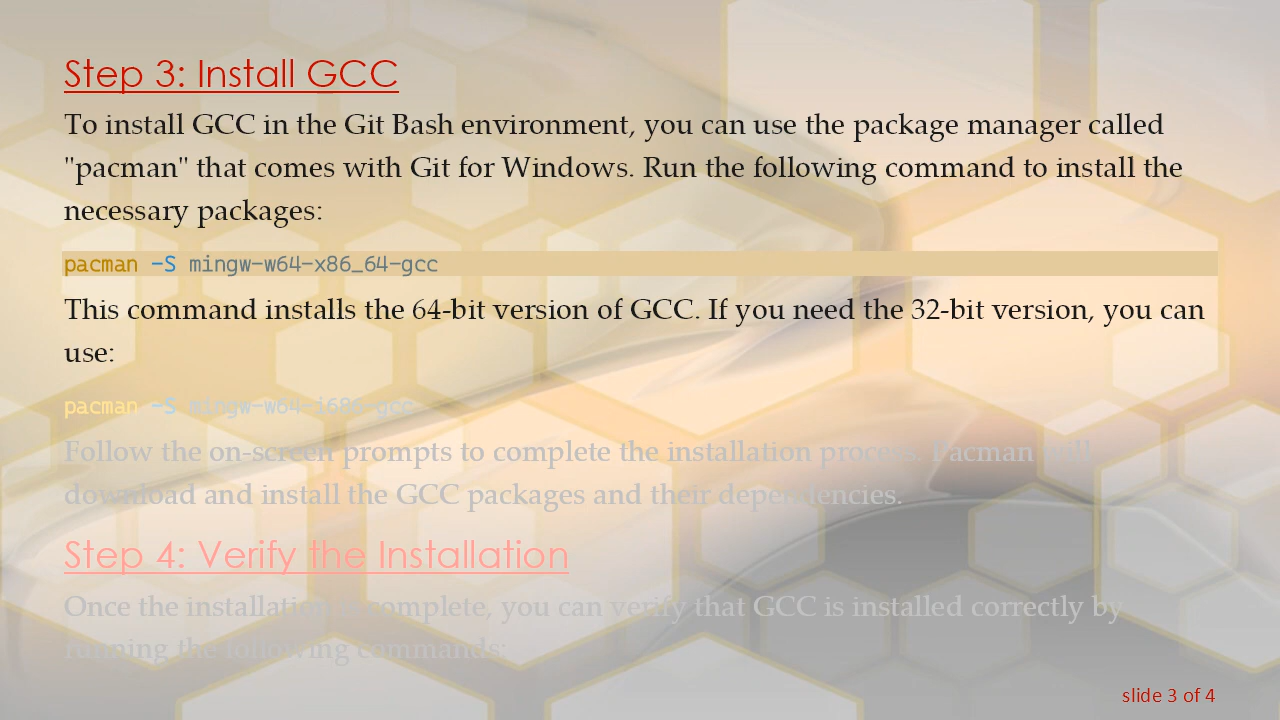 Step 3: Install GCC
To install GCC in the Git Bash environment, you can use the package manager called
"pacman" that comes with Git for Windows. Run the following command to install the
necessary packages:
pacman -S mingw-w64-x86_64-gcc
This command installs the 64-bit version of GCC. If you need the 32-bit version, you can
use:
pacman -S mingw-w64-i686-gcc
Follow the on-screen prompts to complete the installation process. Pacman will
download and install the GCC packages and their dependencies.
Step 4: Verify the Installation
Once the installation is complete, you can verify that GCC is installed correctly by
running the following commands:
slide 3 of 4